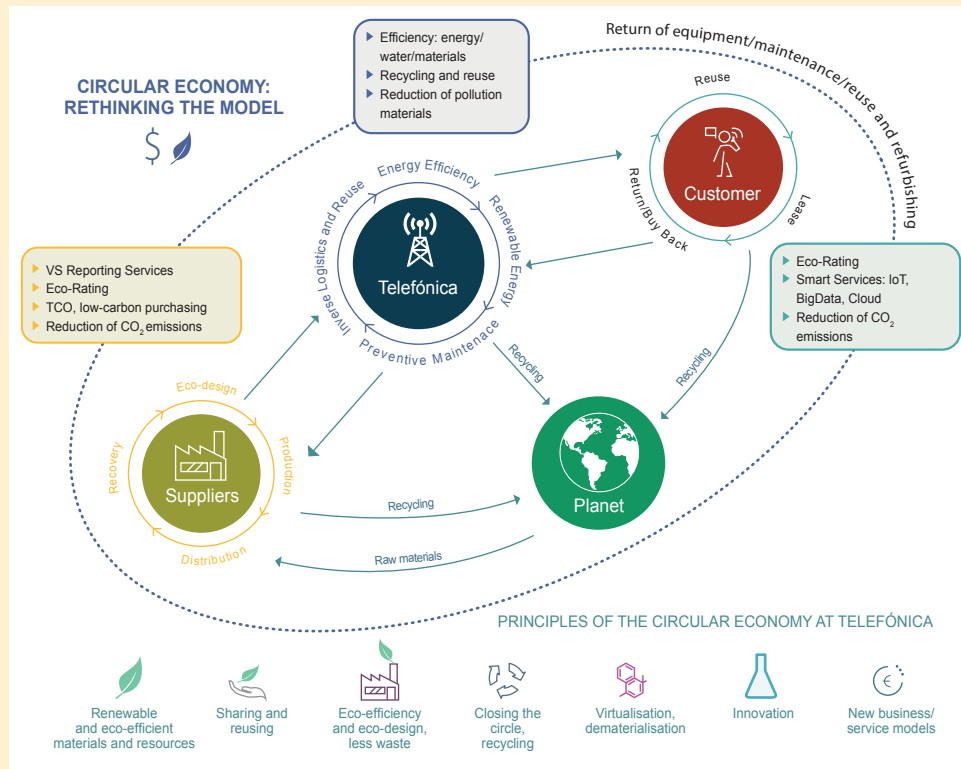 CIRCULAR ECONOMY:
RETHINKING THE MODEL
$
Efficiency: energy/
water/materials
Recycling and reuse
Reduction of pollution
materials
Return of equipment/maintenance/reuse and refurbishing
Reuse
Lease
Return/Buy Back
Customer
Energy Efficiency
Renewable Energy
Preventive Maintenace
Inverse Logistics and Reuse
Telefónica
VS Reporting Services
Eco-Rating
TCO, low-carbon purchasing
Reduction of CO₂ emissions
Eco-Rating
Smart Services: IoT,
BigData, Cloud
Reduction of CO₂
emissions
Recycling
Recycling
Eco-design
Production
Distribution
Recovery
Suppliers
Recycling
Raw materials
Planet
PRINCIPLES OF THE CIRCULAR ECONOMY AT TELEFÓNICA
€
Renewable
and eco-efficient
materials and resources
Sharing and
reusing
Eco-efficiency
and eco-design,
less waste
Closing the
circle,
recycling
Virtualisation,
dematerialisation
Innovation
New business/
service models